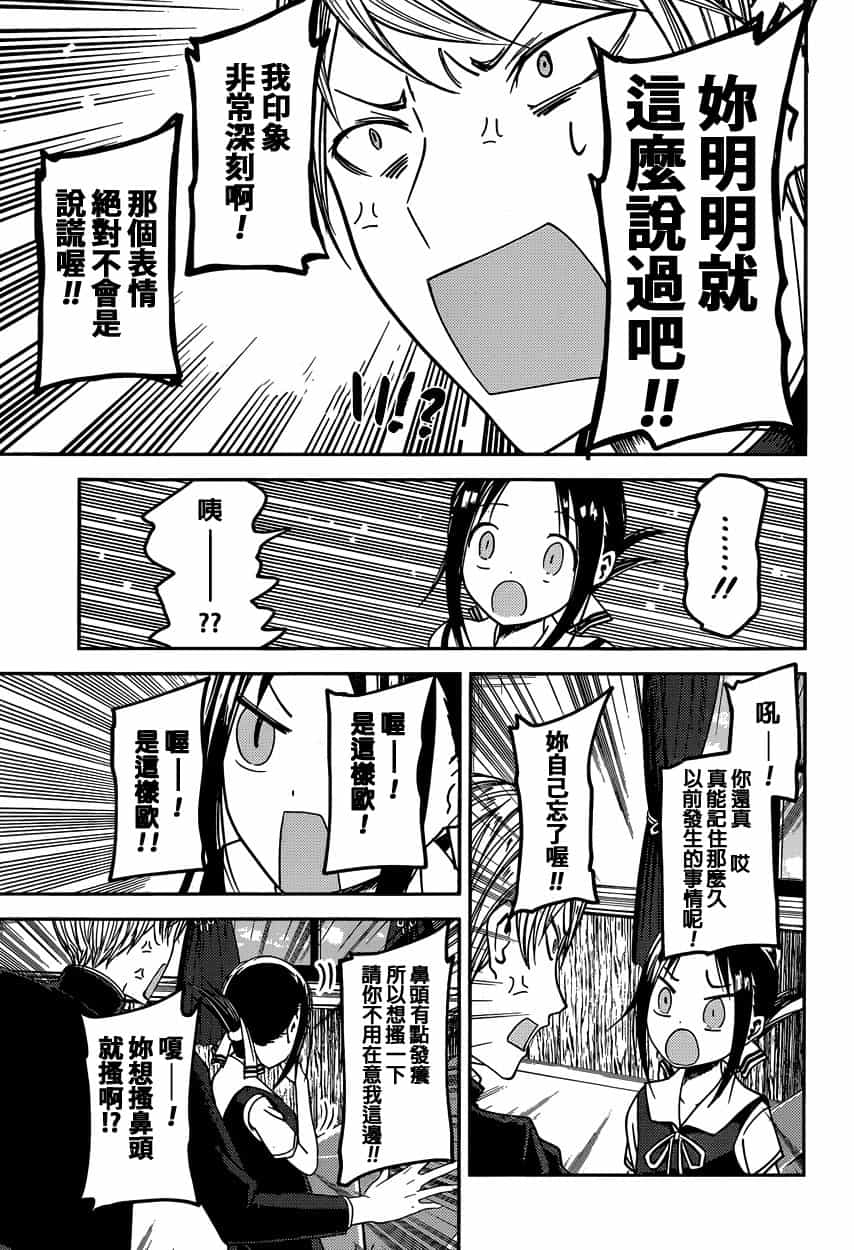 妳明明就
這麼說過吧!!
我印象
非常深刻啊!
那個表情
絕對不會是
說謊喔!!
!!!?
……!!
咦——??
吼—!
你還真 哎
真能記住那麼久
以前發生的事情呢!
妳自己忘了喔!!
喔—!
是這樣歐!
喔—!
是這樣歐!!
鼻頭有點發癢
所以想搔一下
請你不用在意我這邊!!
嗄—!
妳想搔鼻頭
就搔啊!?